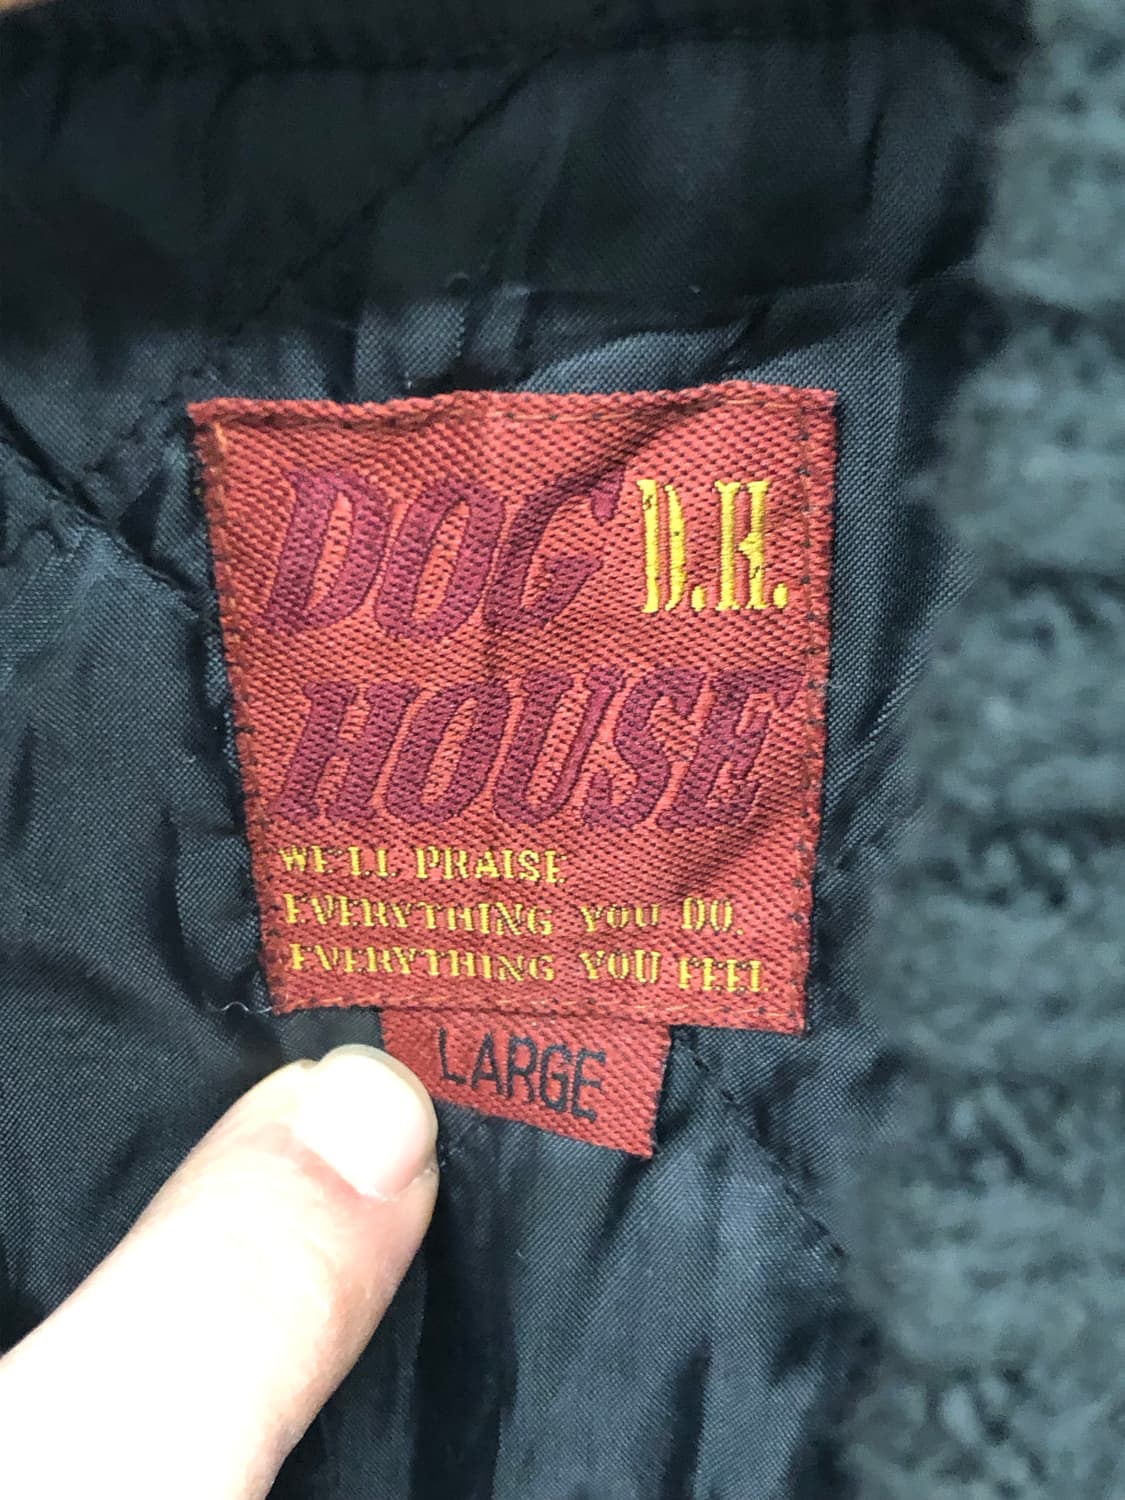 DOG D.H.
HOUSE
WE'LL PRAISE
EVERYTHING YOU DO.
EVERYTHING YOU FEEL
LARGE